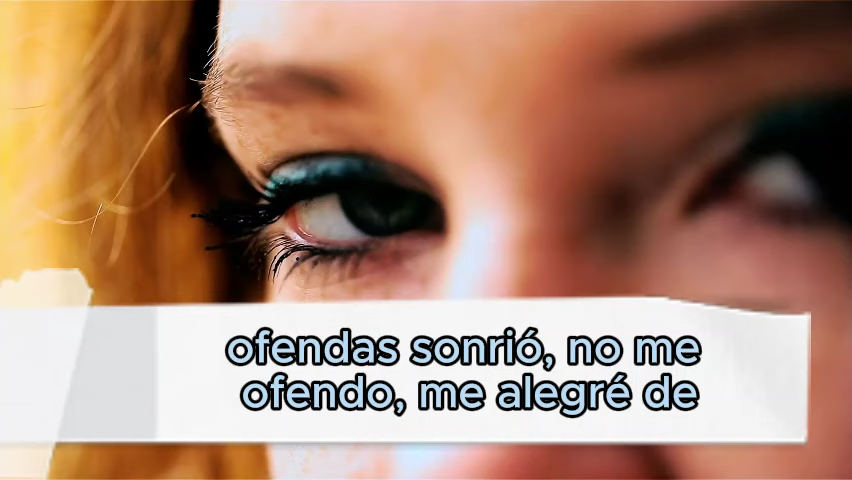 ofendas sonrió, no me
ofendo, me alegré de